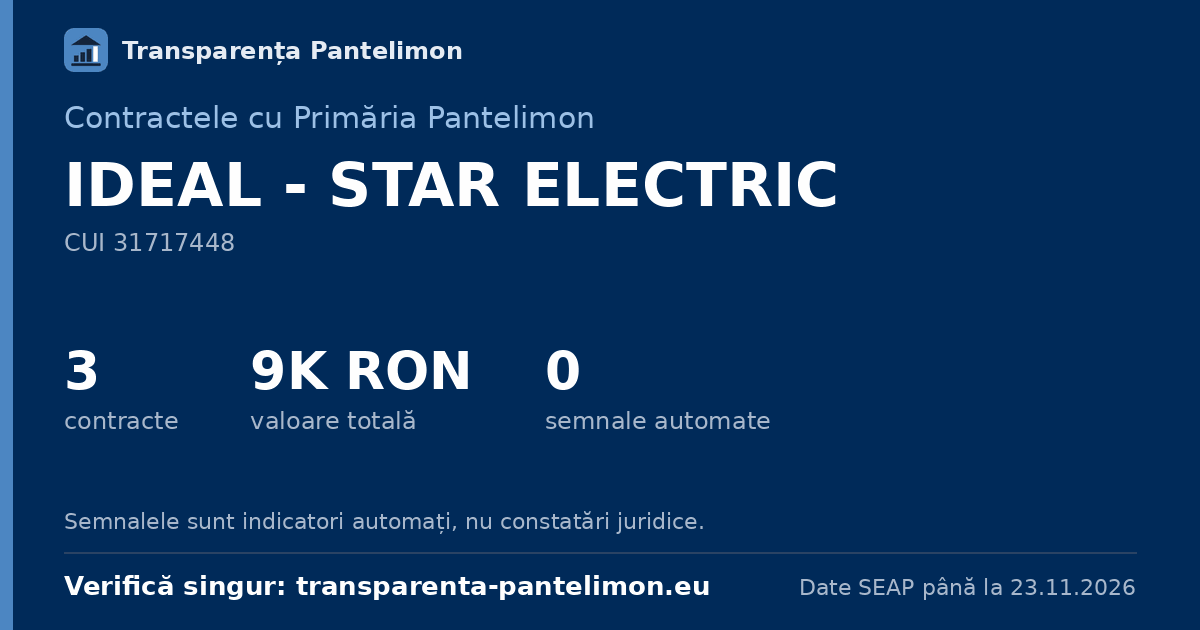 Transparența Pantelimon
Contractele cu Primăria Pantelimon
IDEAL - STAR ELECTRIC
CUI 31717448
3
contracte
9K RON
valoare totală
0
semnale automate
Semnalele sunt indicatori automați, nu constatări juridice.
Verifică singur: transparenta-pantelimon.eu
Date SEAP până la 23.11.2026